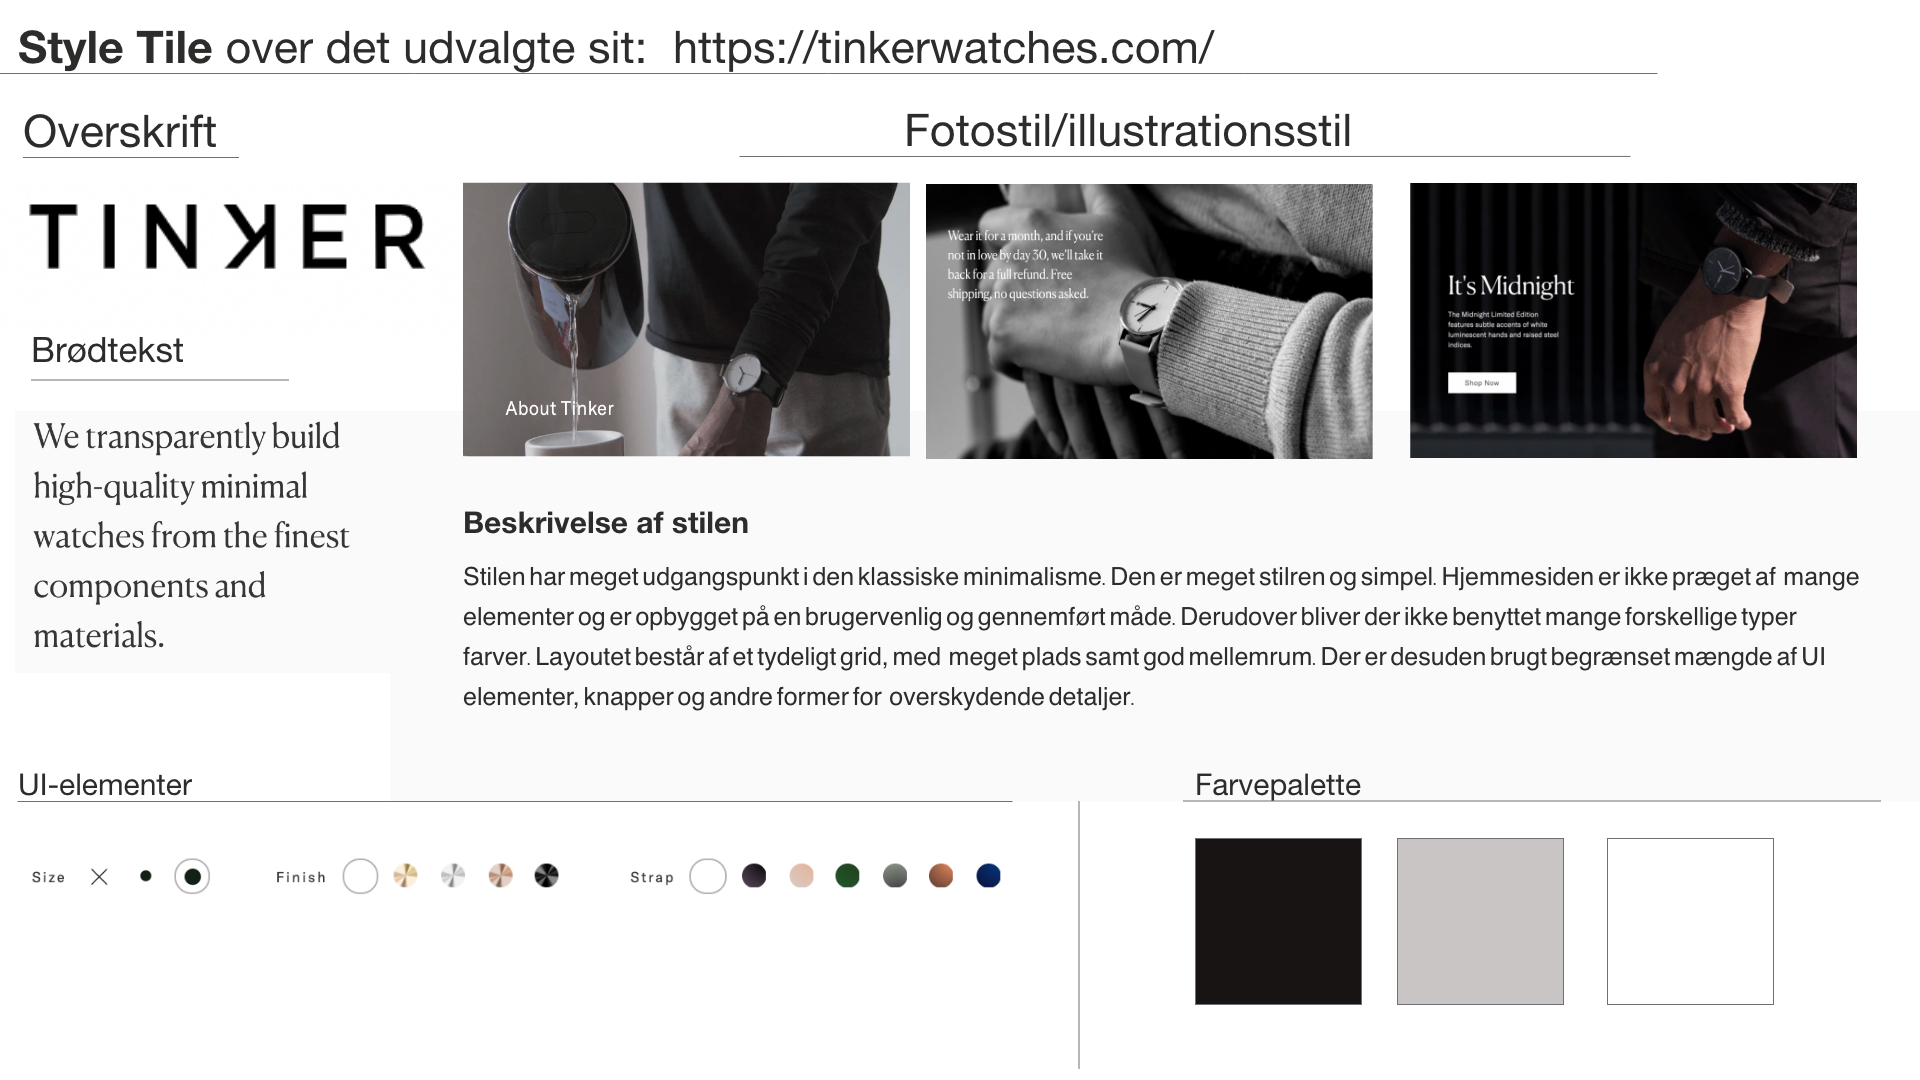 Style Tile over det udvalgte sit: https://tinkerwatches.com/
Overskrift
TINKER
Brødtekst
We transparently build
high-quality minimal
watches from the finest
components and
materials.
Fotostil/illustrationsstil
About Tinker
Wear it for a month, and if you're
not in love by day 30, we'll take it
back for a full refund. Free
shipping, no questions asked.
It's Midnight
The Midnight Limited Edition
features subtle accents of white
luminescent hands and raised steel
indices.
Shop Now
Beskrivelse af stilen
Stilen har meget udgangspunkt i den klassiske minimalisme. Den er meget stilren og simpel. Hjemmesiden er ikke præget af mange
elementer og er opbygget på en brugervenlig og gennemført måde. Derudover bliver der ikke benyttet mange forskellige typer
farver. Layoutet består af et tydeligt grid, med meget plads samt god mellemrum. Der er desuden brugt begrænset mængde af UI
elementer, knapper og andre former for overskydende detaljer.
UI-elementer
Size
Finish
Strap
Farvepalette